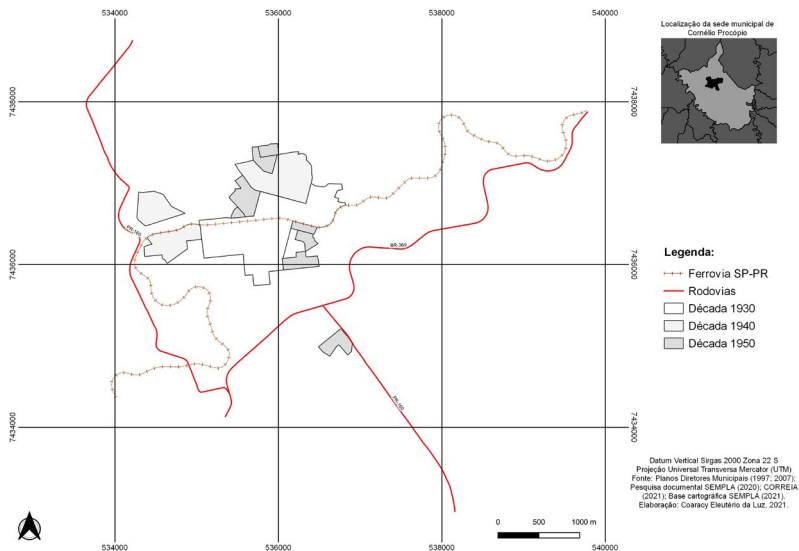 534000
536000
538000
540000
Localização da sede municipal de
Cornélio Procópio
7438000
7438000
PR-160
BR-369
7436000
7436000
Legenda:
Ferrovia SP-PR
Rodovias
Década 1930
Década 1940
Década 1950
PR-160
7434000
7434000
Datum Vertical Sirgas 2000 Zona 22 S
Projeção Universal Transversa Mercator (UTM)
Fonte: Planos Diretores Municipais (1997; 2007);
Pesquisa documental SEMPLA (2020); CORREIA
(2021); Base cartográfica SEMPLA (2021).
Elaboração: Coaracy Eleutério da Luz, 2021.
0 500 1000 m
534000
536000
538000
540000